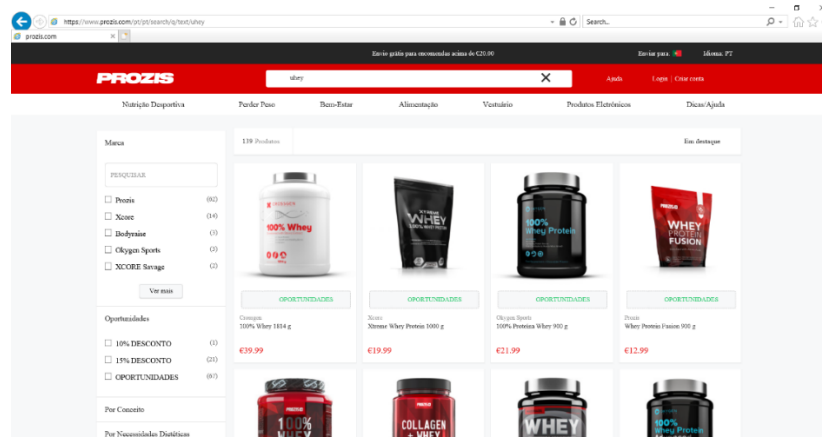 https://www.prozis.com/pt/pt/search/q/text/whey
Search...
prozis.com
Envio grátis para encomendas acima de €20.00
Enviar para:
Idioma: PT
PROZIS
whey
Ajuda
Login | Criar conta
Nutrição Desportiva
Perder Peso
Bem-Estar
Alimentação
Vestuário
Produtos Eletrónicos
Dicas/Ajuda
Marca
139 Produtos
Em destaque
PESQUISAR
Prozis (62)
Xcore (14)
Bodyraise
Okygen Sports
XCORE Savage
Ver mais
100% Whey
WHEY
100% Whey Protein
PROZIS
WHEY PROTEIN FUSION
OPORTUNIDADES
OPORTUNIDADES
OPORTUNIDADES
OPORTUNIDADES
Oportunidades
10% DESCONTO (1)
15% DESCONTO (21)
OPORTUNIDADES (67)
100% Whey 1814 g
€39.99
Xcore
Xtreme Whey Protein 1000 g
€19.99
Okygen Sports
100% Proteína Whey 900 g
€21.99
Prozis
Whey Protein Fusion 900 g
€12.99
Por Conceito
Por Necessidades Dietéticas
PROZIS
100%
WHEY
PROZIS
COLLAGEN
+ WHEY
WHEY
100%
Whey Protein